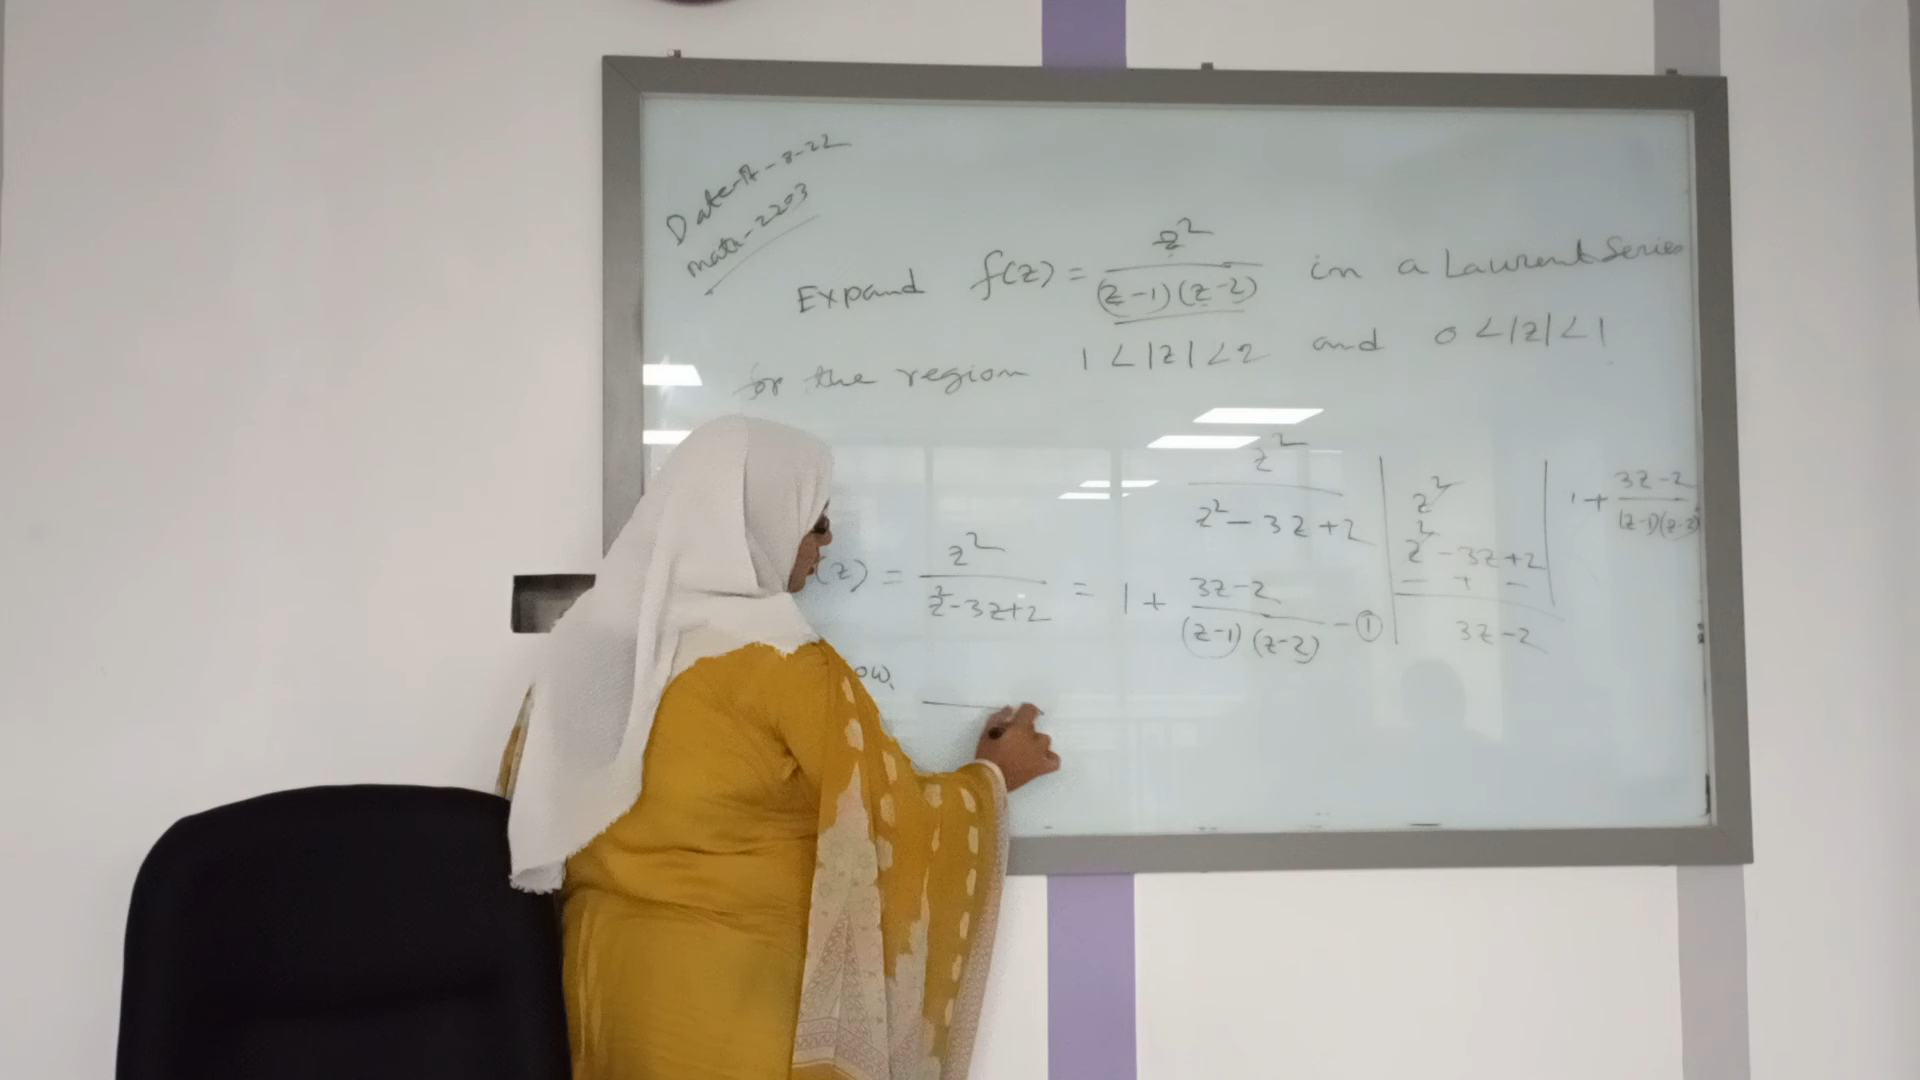 Date-17-8-22
math-2203
Expand f(z) = z²/((z-1)(z-2)) in a Laurent Series
for the region 1<|z|<2 and 0<|z|<1
z²/(z²-3z+2) | z² | 1+ (3z-2)/((z-1)(z-2))
z²-3z+2
- + -
3z-2
(z) = z²/(z²-3z+2) = 1+ (3z-2)/((z-1)(z-2)) -①
ow,